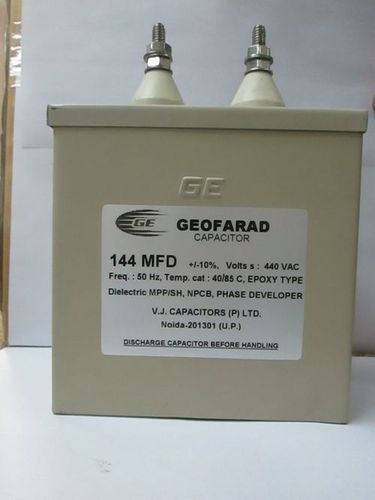 GE
GE GEOFARAD
CAPACITOR
144 MFD +/-10%, Volts s : 440 VAC
Freq. : 50 Hz, Temp. cat : 40/85 C, EPOXY TYPE
Dielectric MPP/SH, NPCB, PHASE DEVELOPER
V.J. CAPACITORS (P) LTD.
Noida-201301 (U.P.)
DISCHARGE CAPACITOR BEFORE HANDLING